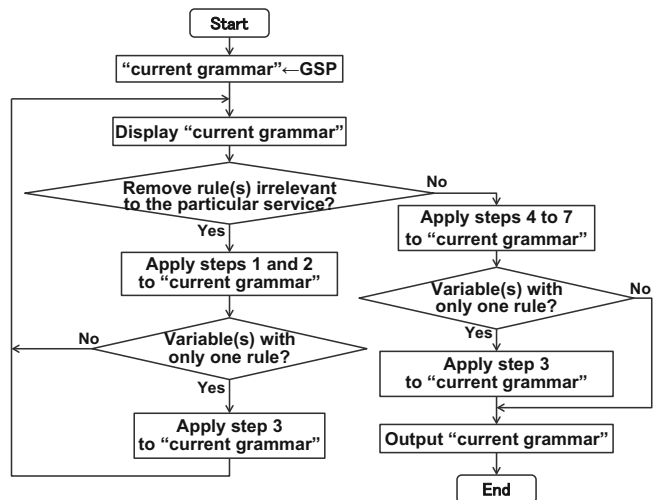 Start
“current grammar”←GSP
Display “current grammar”
Remove rule(s) irrelevant
to the particular service?
No
Yes
Apply steps 1 and 2
to “current grammar”
Variable(s) with
only one rule?
No
Yes
Apply step 3
to “current grammar”
Apply steps 4 to 7
to “current grammar”
Variable(s) with
only one rule?
No
Yes
Apply step 3
to “current grammar”
Output “current grammar”
End